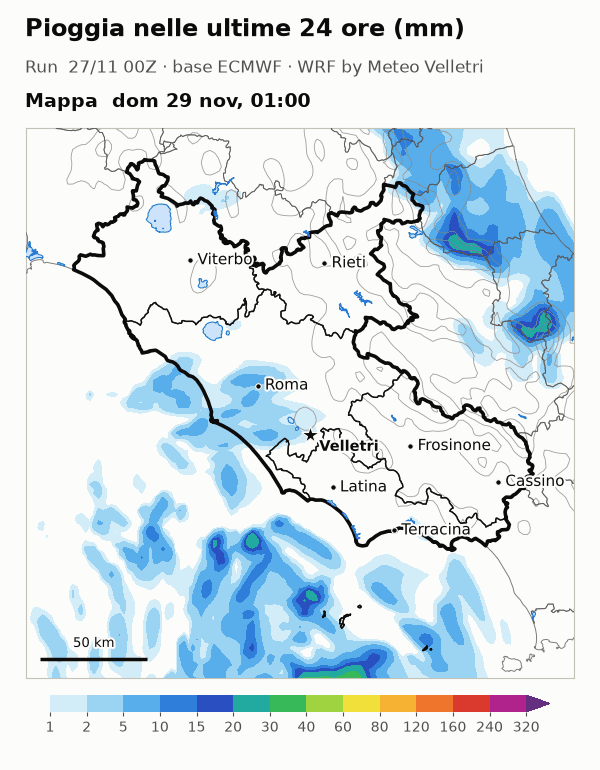 Pioggia nelle ultime 24 ore (mm)
Run 27/11 00Z · base ECMWF · WRF by Meteo Velletri
Mappa dom 29 nov, 01:00
Viterbo
Rieti
Roma
Velletri
Frosinone
Latina
Cassino
Terracina
50 km
1 2 5 10 15 20 30 40 60 80 120 160 240 320